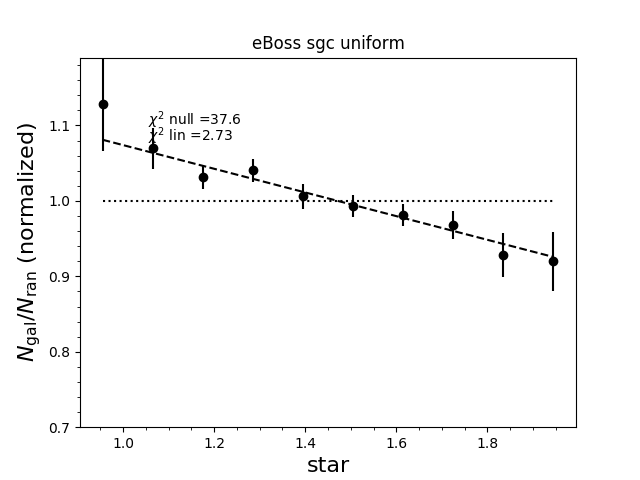 eBoss sgc uniform
χ² null =37.6
χ² lin =2.73
N_gal/N_ran (normalized)
1.1
1.0
0.9
0.8
0.7
1.0 1.2 1.4 1.6 1.8
star